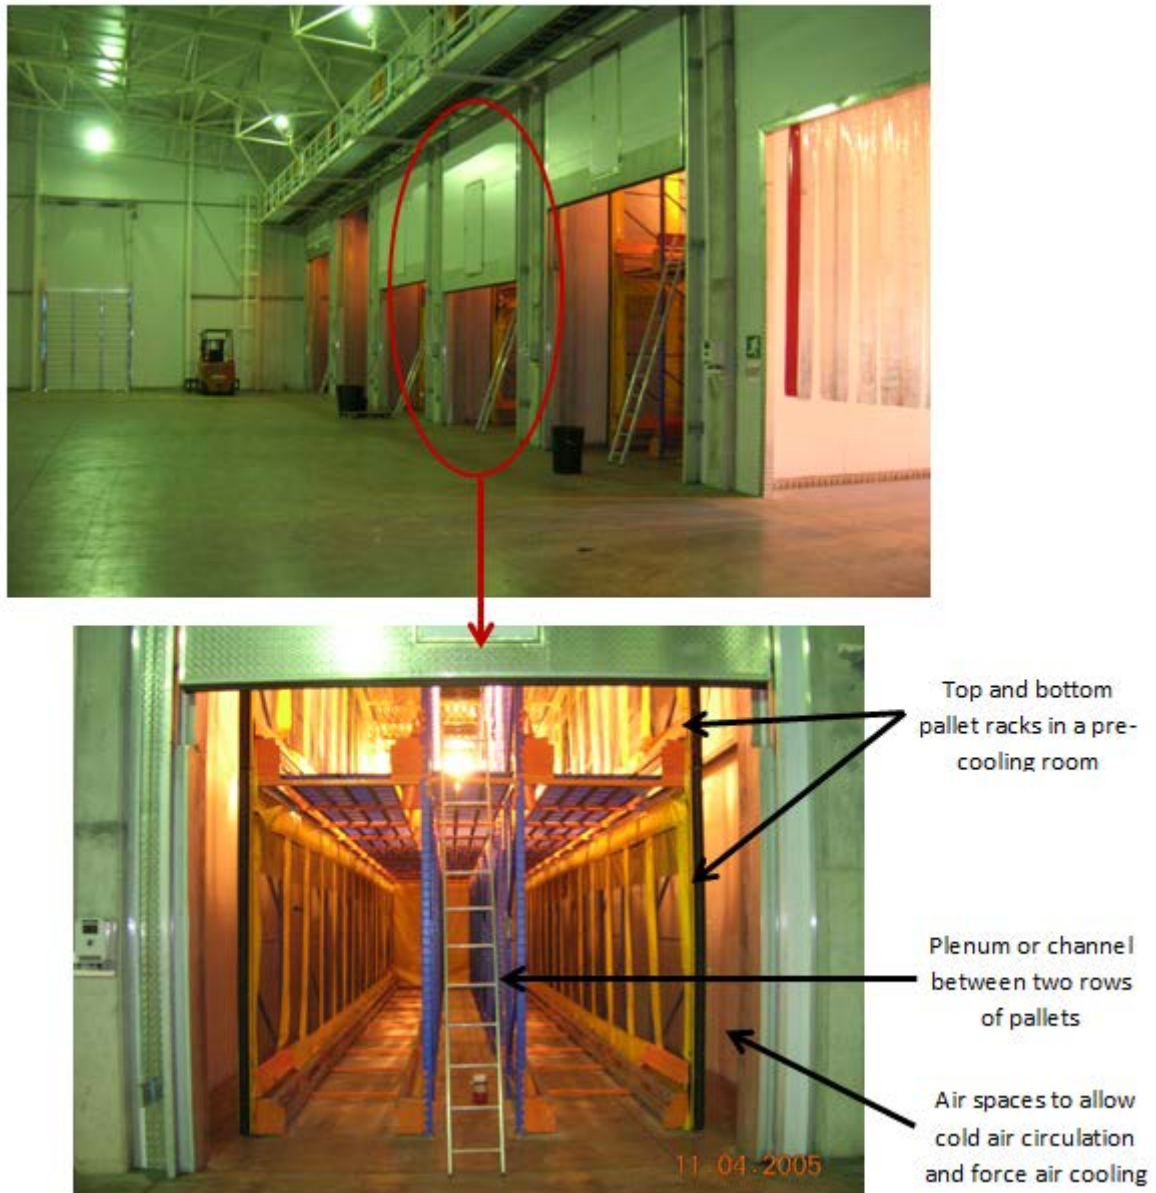 Top and bottom
pallet racks in a pre-
cooling room
Plenum or channel
between two rows
of pallets
Air spaces to allow
cold air circulation
and force air cooling
11.04.2005